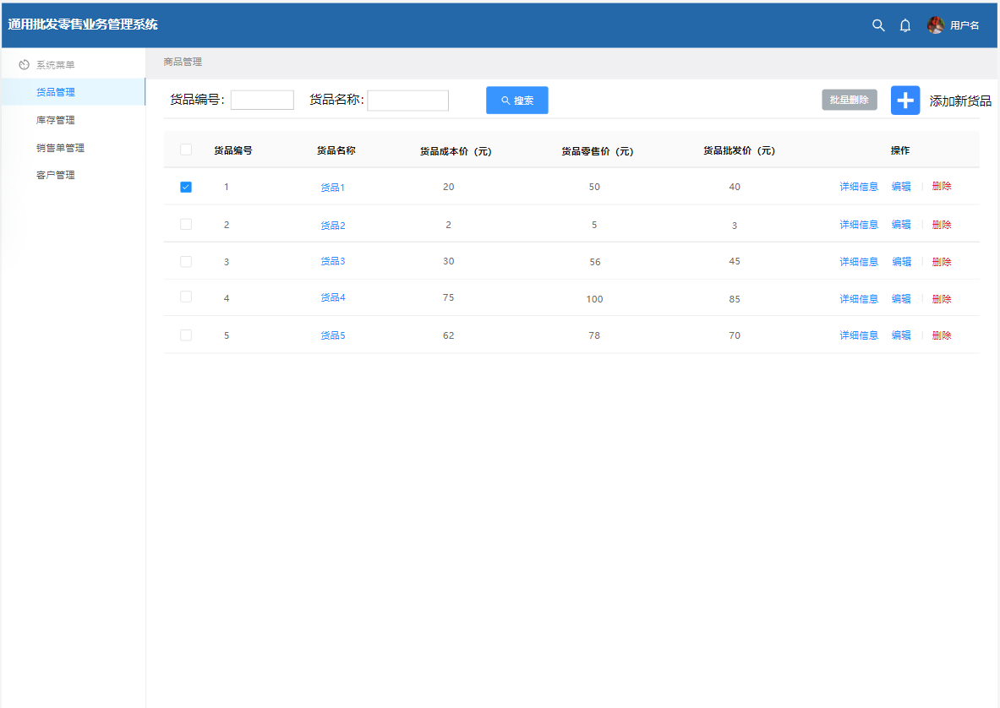 通用批发零售业务管理系统
用户名
系统菜单
货品管理
库存管理
销售单管理
客户管理
商品管理
货品编号: 货品名称: 搜索 批量删除 添加新货品
货品编号 货品名称 货品成本价（元） 货品零售价（元） 货品批发价（元） 操作
1 货品1 20 50 40 详细信息 编辑 删除
2 货品2 2 5 3 详细信息 编辑 删除
3 货品3 30 56 45 详细信息 编辑 删除
4 货品4 75 100 85 详细信息 编辑 删除
5 货品5 62 78 70 详细信息 编辑 删除